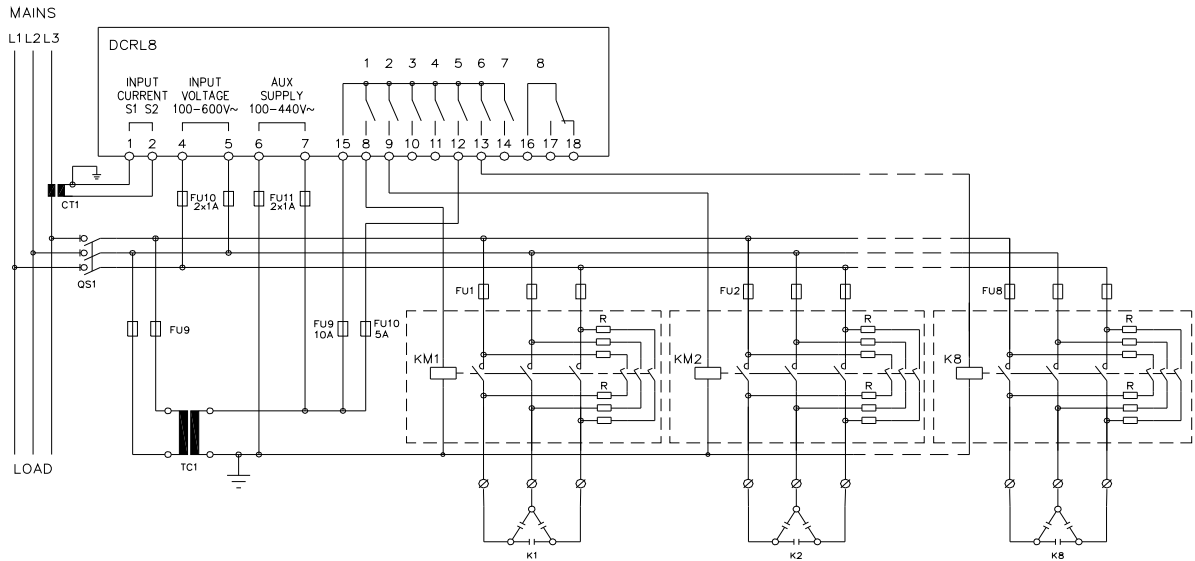 MAINS
L1 L2 L3
DCRL8
1 2 3 4 5 6 7 8
INPUT CURRENT
S1 S2
INPUT VOLTAGE
100-600V~
AUX SUPPLY
100-440V~
1 2 4 5 6 7 15 8 9 10 11 12 13 14 16 17 18
CT1
FU10
2x1A
FU11
2x1A
QS1
FU1
FU2
FU8
FU9
FU9
10A
FU10
5A
R
R
R
KM1
KM2
K8
R
R
R
LOAD
TC1
K1
K2
K8